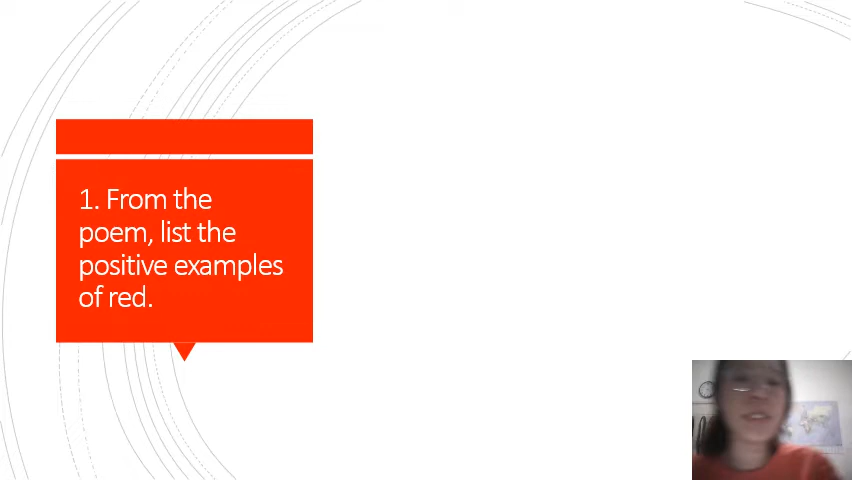 1. From the
poem, list the
positive examples
of red.